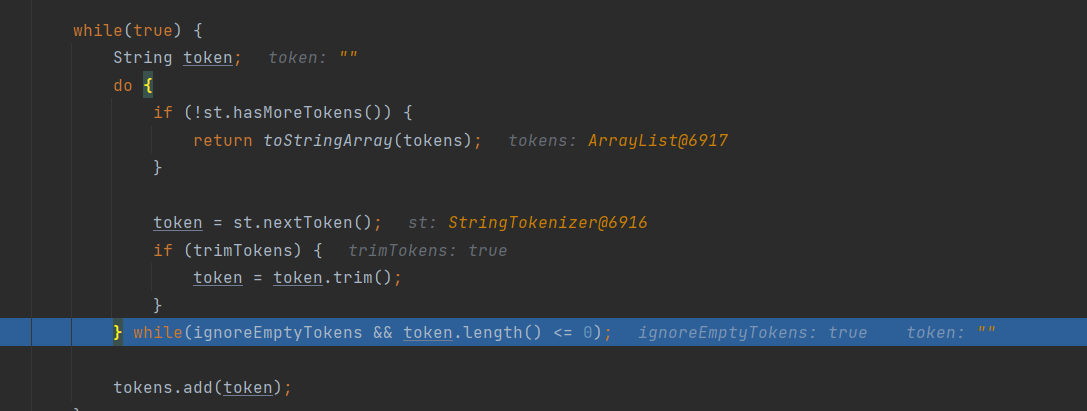 while(true) {
String token; token: ""
do {
if (!st.hasMoreTokens()) {
return toStringArray(tokens); tokens: ArrayList@6917
}
token = st.nextToken(); st: StringTokenizer@6916
if (trimTokens) { trimTokens: true
token = token.trim();
}
} while(ignoreEmptyTokens && token.length() <= 0); ignoreEmptyTokens: true token: ""
tokens.add(token);
}